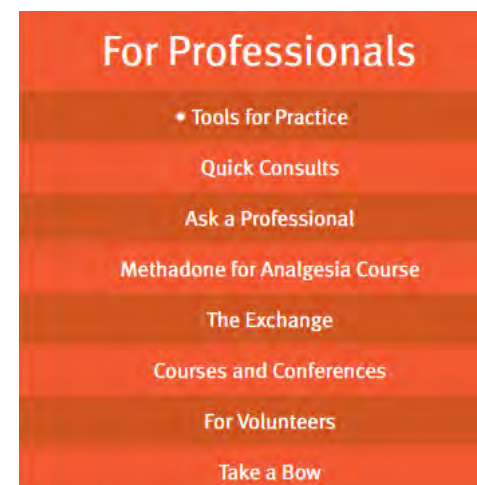 For Professionals
• Tools for Practice
Quick Consults
Ask a Professional
Methadone for Analgesia Course
The Exchange
Courses and Conferences
For Volunteers
Take a Bow